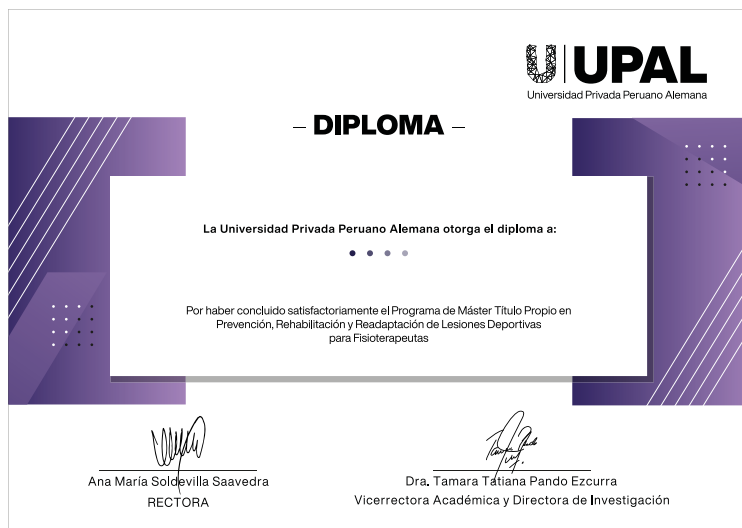 UPAL
Universidad Privada Peruano Alemana
– DIPLOMA –
La Universidad Privada Peruano Alemana otorga el diploma a:
Por haber concluido satisfactoriamente el Programa de Máster Título Propio en
Prevención, Rehabilitación y Readaptación de Lesiones Deportivas
para Fisioterapeutas
Ana María Soldevilla Saavedra
RECTORA
Dra. Tamara Tatiana Pando Ezcurra
Vicerrectora Académica y Directora de Investigación